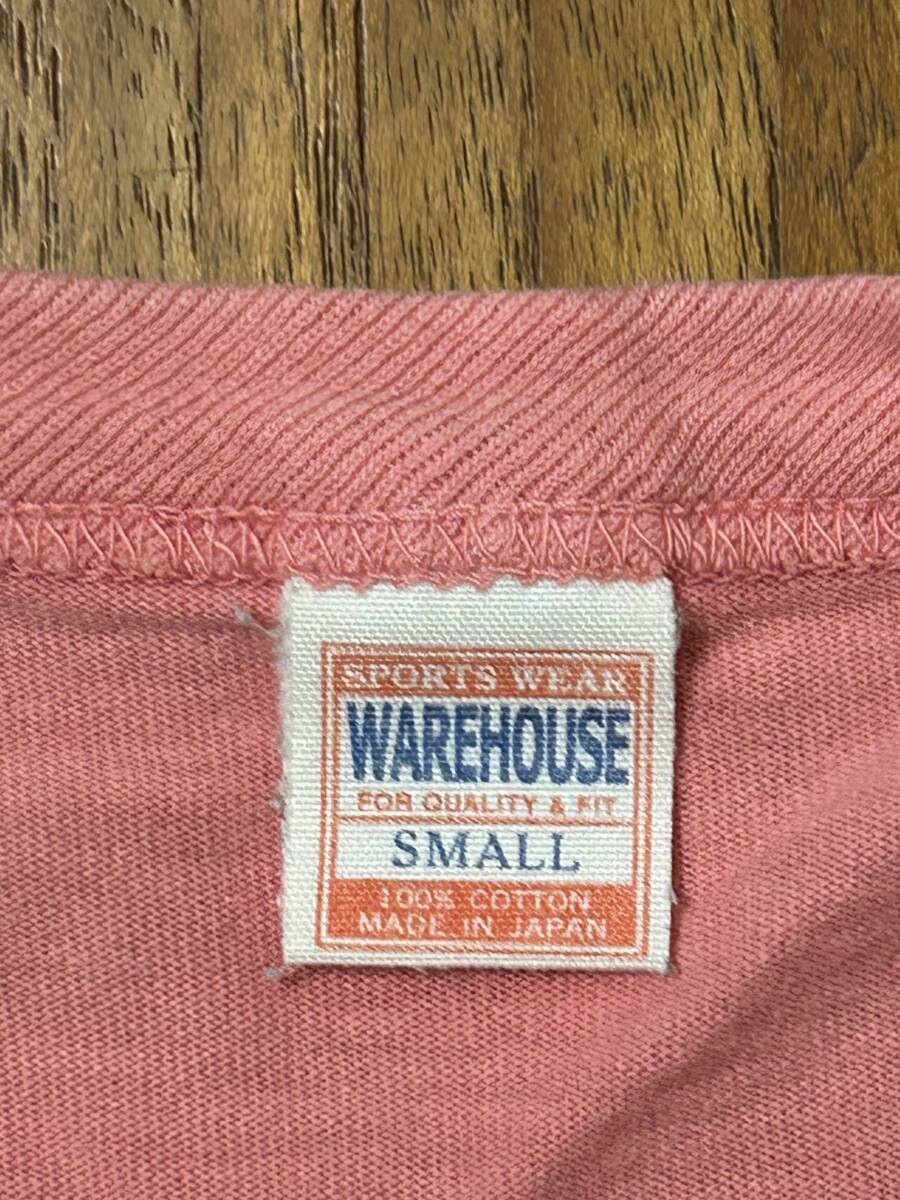 SPORTS WEAR
WAREHOUSE
FOR QUALITY & FIT
SMALL
100% COTTON
MADE IN JAPAN